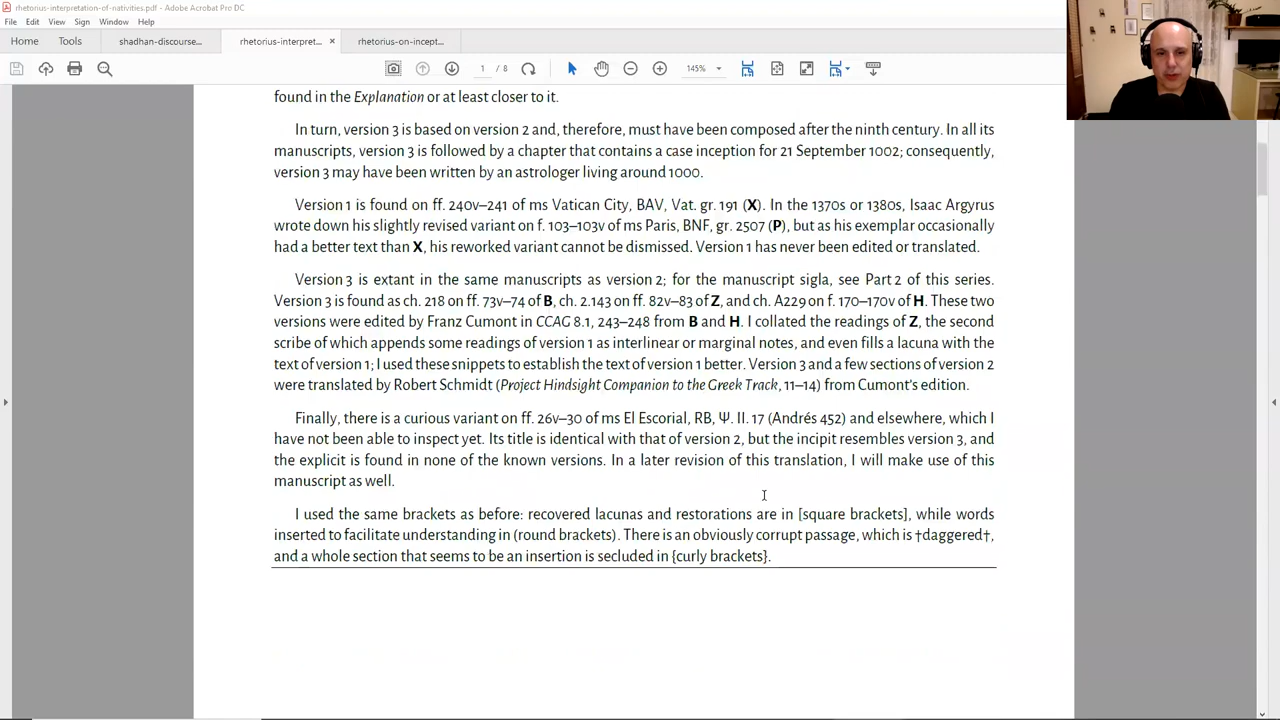 rhetorius-interpretation-of-nativities.pdf - Adobe Acrobat Pro DC
File Edit View Sign Window Help
Home Tools shadhan-discourse... rhetorius-interpret... × rhetorius-on-incept...
1 / 8 145%
found in the Explanation or at least closer to it.
In turn, version 3 is based on version 2 and, therefore, must have been composed after the ninth century. In all its
manuscripts, version 3 is followed by a chapter that contains a case inception for 21 September 1002; consequently,
version 3 may have been written by an astrologer living around 1000.
Version 1 is found on ff. 240v–241 of ms Vatican City, BAV, Vat. gr. 191 (X). In the 1370s or 1380s, Isaac Argyrus
wrote down his slightly revised variant on f. 103–103v of ms Paris, BNF, gr. 2507 (P), but as his exemplar occasionally
had a better text than X, his reworked variant cannot be dismissed. Version 1 has never been edited or translated.
Version 3 is extant in the same manuscripts as version 2; for the manuscript sigla, see Part 2 of this series.
Version 3 is found as ch. 218 on ff. 73v–74 of B, ch. 2.143 on ff. 82v–83 of Z, and ch. A229 on f. 170–170v of H. These two
versions were edited by Franz Cumont in CCAG 8.1, 243–248 from B and H. I collated the readings of Z, the second
scribe of which appends some readings of version 1 as interlinear or marginal notes, and even fills a lacuna with the
text of version 1; I used these snippets to establish the text of version 1 better. Version 3 and a few sections of version 2
were translated by Robert Schmidt (Project Hindsight Companion to the Greek Track, 11–14) from Cumont's edition.
Finally, there is a curious variant on ff. 26v–30 of ms El Escorial, RB, Ψ. II. 17 (Andrés 452) and elsewhere, which I
have not been able to inspect yet. Its title is identical with that of version 2, but the incipit resembles version 3, and
the explicit is found in none of the known versions. In a later revision of this translation, I will make use of this
manuscript as well.
I used the same brackets as before: recovered lacunas and restorations are in [square brackets], while words
inserted to facilitate understanding in (round brackets). There is an obviously corrupt passage, which is †daggered†,
and a whole section that seems to be an insertion is secluded in {curly brackets}.